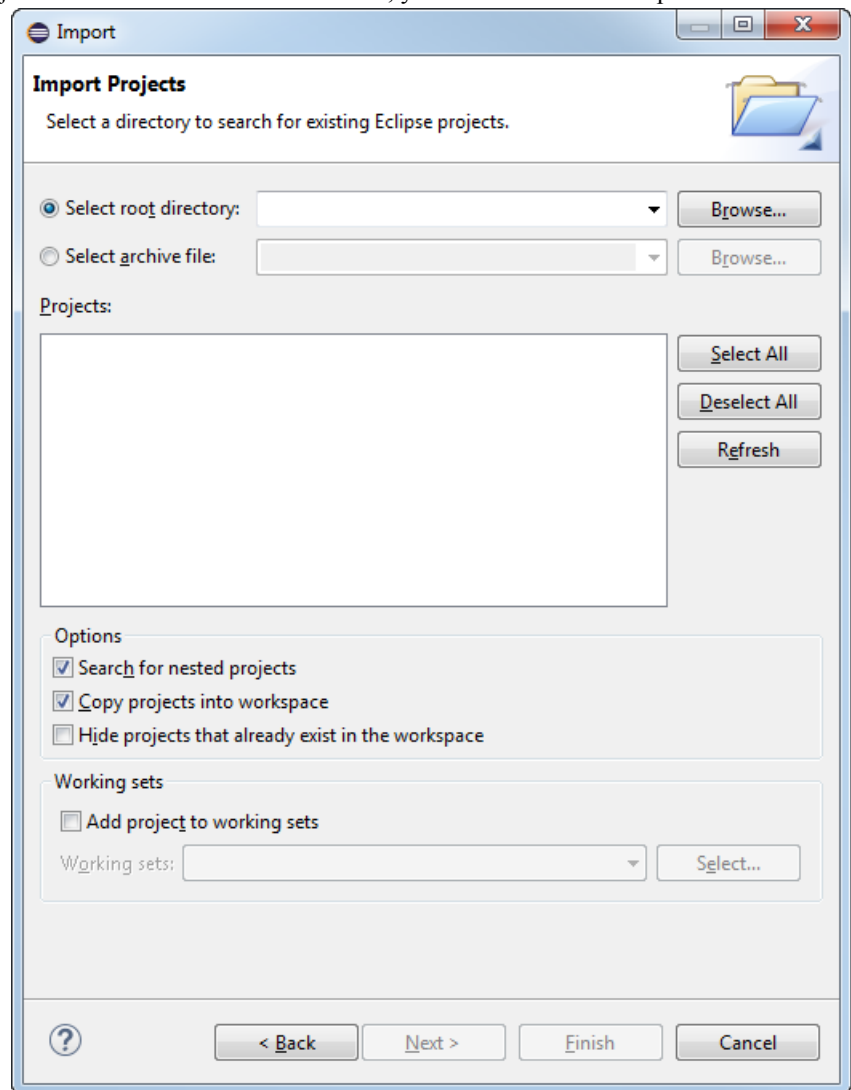 Import
Import Projects
Select a directory to search for existing Eclipse projects.
Select root directory:
Browse...
Select archive file:
Browse...
Projects:
Select All
Deselect All
Refresh
Options
Search for nested projects
Copy projects into workspace
Hide projects that already exist in the workspace
Working sets
Add project to working sets
Working sets:
Select...
? < Back Next > Finish Cancel